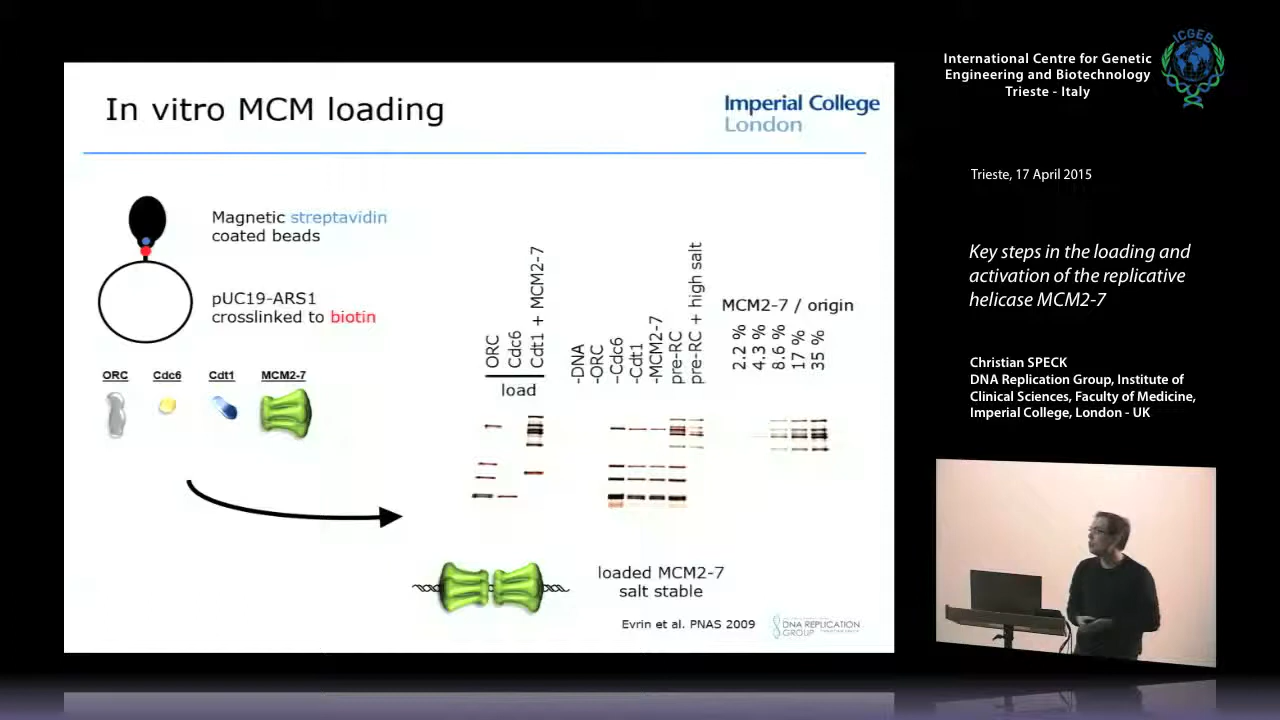 In vitro MCM loading
Imperial College
London
Magnetic streptavidin
coated beads
pUC19-ARS1
crosslinked to biotin
ORC
Cdc6
Cdt1
MCM2-7
ORC
Cdc6
Cdt1 + MCM2-7
load
-DNA
-ORC
-Cdc6
-Cdt1
-MCM2-7
pre-RC
pre-RC + high salt
MCM2-7 / origin
2.2 %
4.3 %
8.6 %
17 %
35 %
loaded MCM2-7
salt stable
Evrin et al. PNAS 2009
DNA REPLICATION
GROUP
International Centre for Genetic
Engineering and Biotechnology
Trieste - Italy
ICGEB
Trieste, 17 April 2015
Key steps in the loading and
activation of the replicative
helicase MCM2-7
Christian SPECK
DNA Replication Group, Institute of
Clinical Sciences, Faculty of Medicine,
Imperial College, London - UK